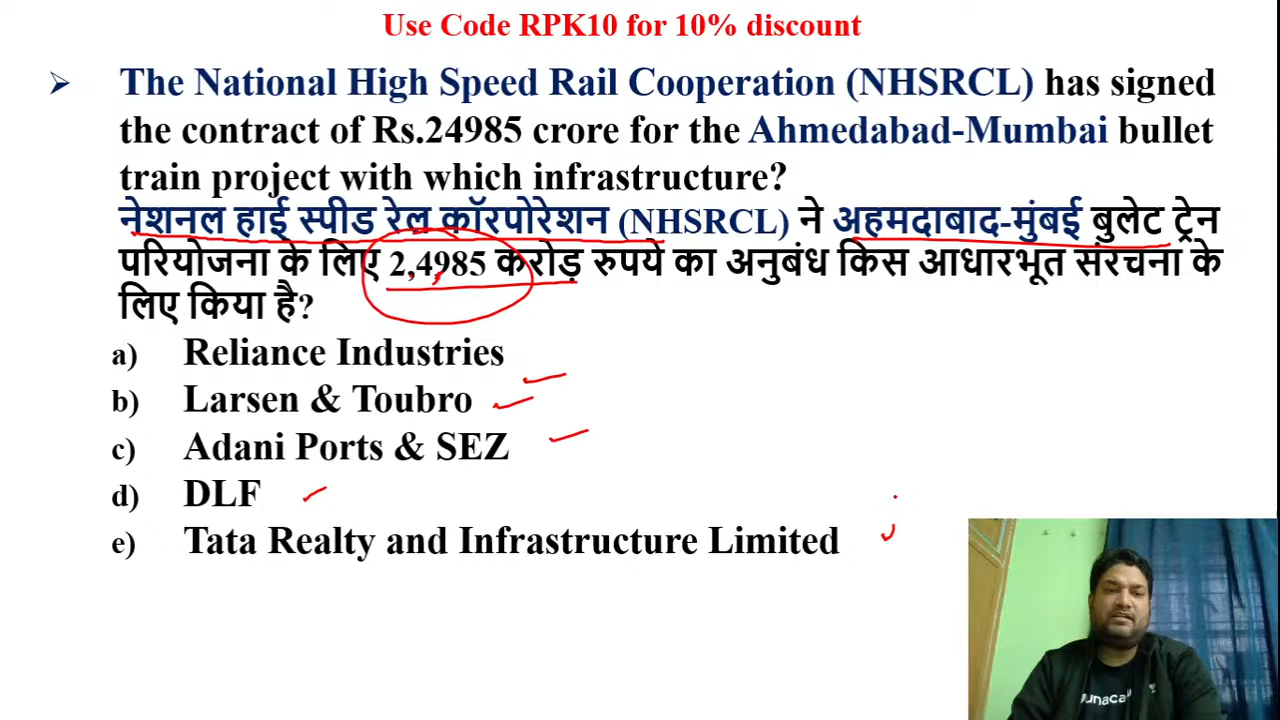 Use Code RPK10 for 10% discount
➢ The National High Speed Rail Cooperation (NHSRCL) has signed
the contract of Rs.24985 crore for the Ahmedabad-Mumbai bullet
train project with which infrastructure?
नेशनल हाई स्पीड रेल कॉरपोरेशन (NHSRCL) ने अहमदाबाद-मुंबई बुलेट ट्रेन
परियोजना के लिए 2,4985 करोड़ रुपये का अनुबंध किस आधारभूत संरचना के
लिए किया है?
a) Reliance Industries
b) Larsen & Toubro
c) Adani Ports & SEZ
d) DLF
e) Tata Realty and Infrastructure Limited